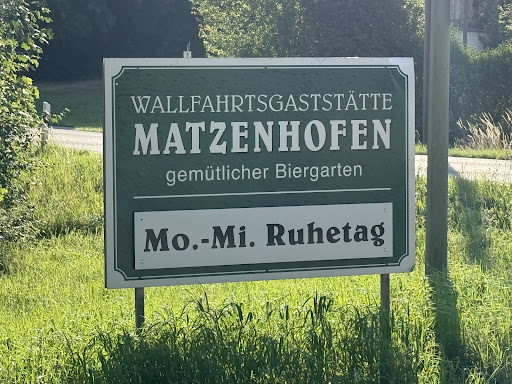 WALLFAHRTSGASTSTÄTTE
MATZENHOFEN
gemütlicher Biergarten
Mo.-Mi. Ruhetag